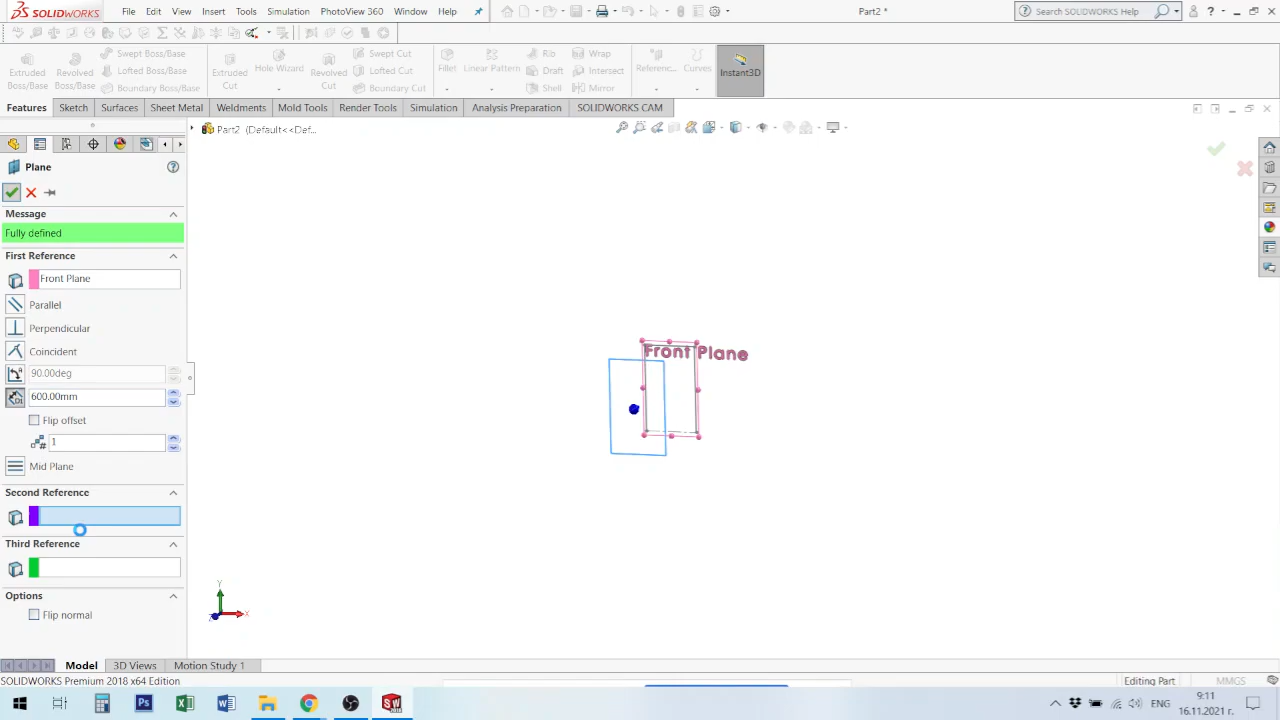 SOLIDWORKS File Edit View Insert Tools Simulation PhotoView 360 Window Help Part2 * Search SOLIDWORKS Help
Extruded Boss/Base
Revolved Boss/Base
Swept Boss/Base
Lofted Boss/Base
Boundary Boss/Base
Extruded Cut
Hole Wizard
Revolved Cut
Swept Cut
Lofted Cut
Boundary Cut
Fillet
Linear Pattern
Rib
Draft
Shell
Wrap
Intersect
Mirror
Referenc...
Curves
Instant3D
Features Sketch Surfaces Sheet Metal Weldments Mold Tools Render Tools Simulation Analysis Preparation SOLIDWORKS CAM
Part2 (Default<<Def...
Plane
Message
Fully defined
First Reference
Front Plane
Parallel
Perpendicular
Coincident
90.00deg
600.00mm
Flip offset
1
Mid Plane
Second Reference
Third Reference
Options
Flip normal
Front Plane
Y
X
Z
Model 3D Views Motion Study 1
SOLIDWORKS Premium 2018 x64 Edition Editing Part MMGS
ENG
9:11
16.11.2021 г.